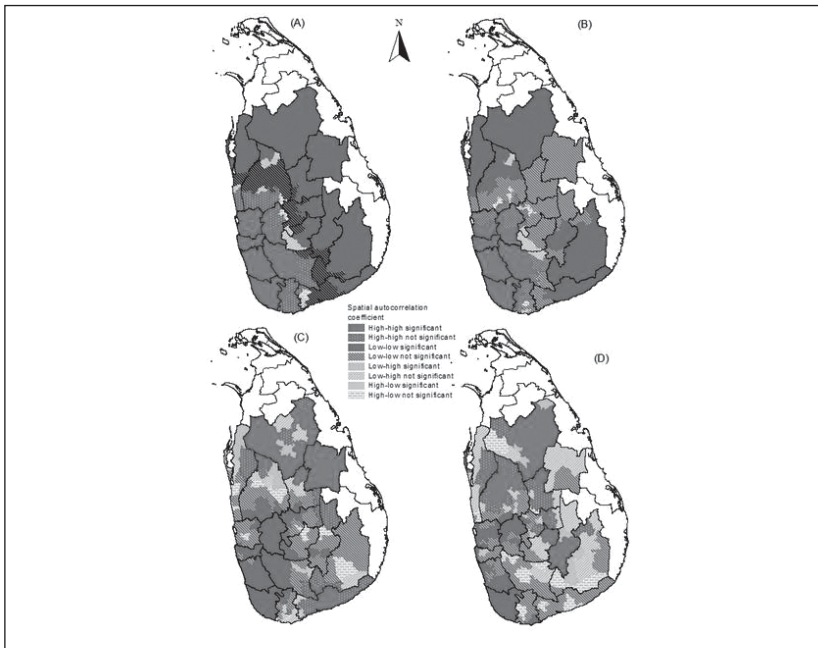 (A)
N
(B)
Spatial autocorrelation
coefficient
High-high significant
High-high not significant
Low-low significant
Low-low not significant
Low-high significant
Low-high not significant
High-low significant
High-low not significant
(C)
(D)